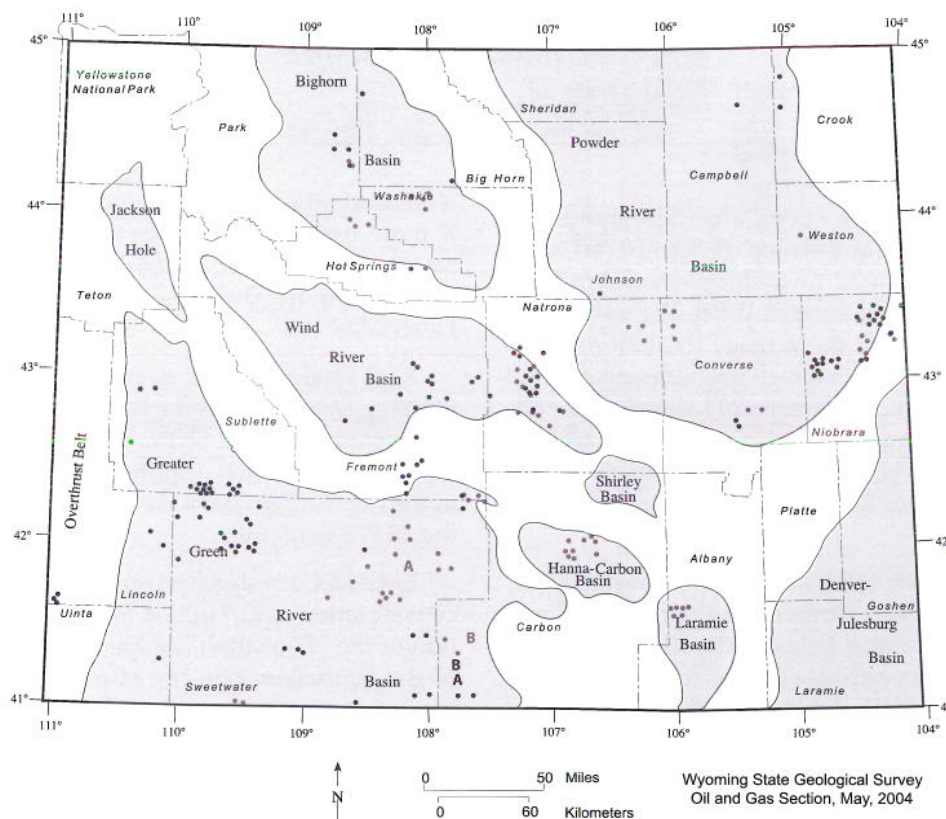 111°
110°
109°
108°
107°
106°
105°
104°
45°
45°
Yellowstone
National Park
Bighorn
Sheridan
Park
Powder
Crook
Basin
Big Horn
Campbell
Washakie
44°
44°
Jackson
Hole
River
Weston
Hot Springs
Basin
Johnson
Teton
Natrona
Wind
River
Basin
43°
43°
Converse
Sublette
Niobrara
Overthrust Belt
Greater
Fremont
Shirley
Basin
Platte
42°
42°
Green
A
Hanna-Carbon
Basin
Albany
Denver-
Lincoln
Goshen
Uinta
River
Carbon
Laramie
Basin
Julesburg
B
B
A
Basin
Sweetwater
Basin
Laramie
41°
41°
111°
110°
109°
108°
107°
106°
105°
104°
N
0 50 Miles
0 60 Kilometers
Wyoming State Geological Survey
Oil and Gas Section, May, 2004